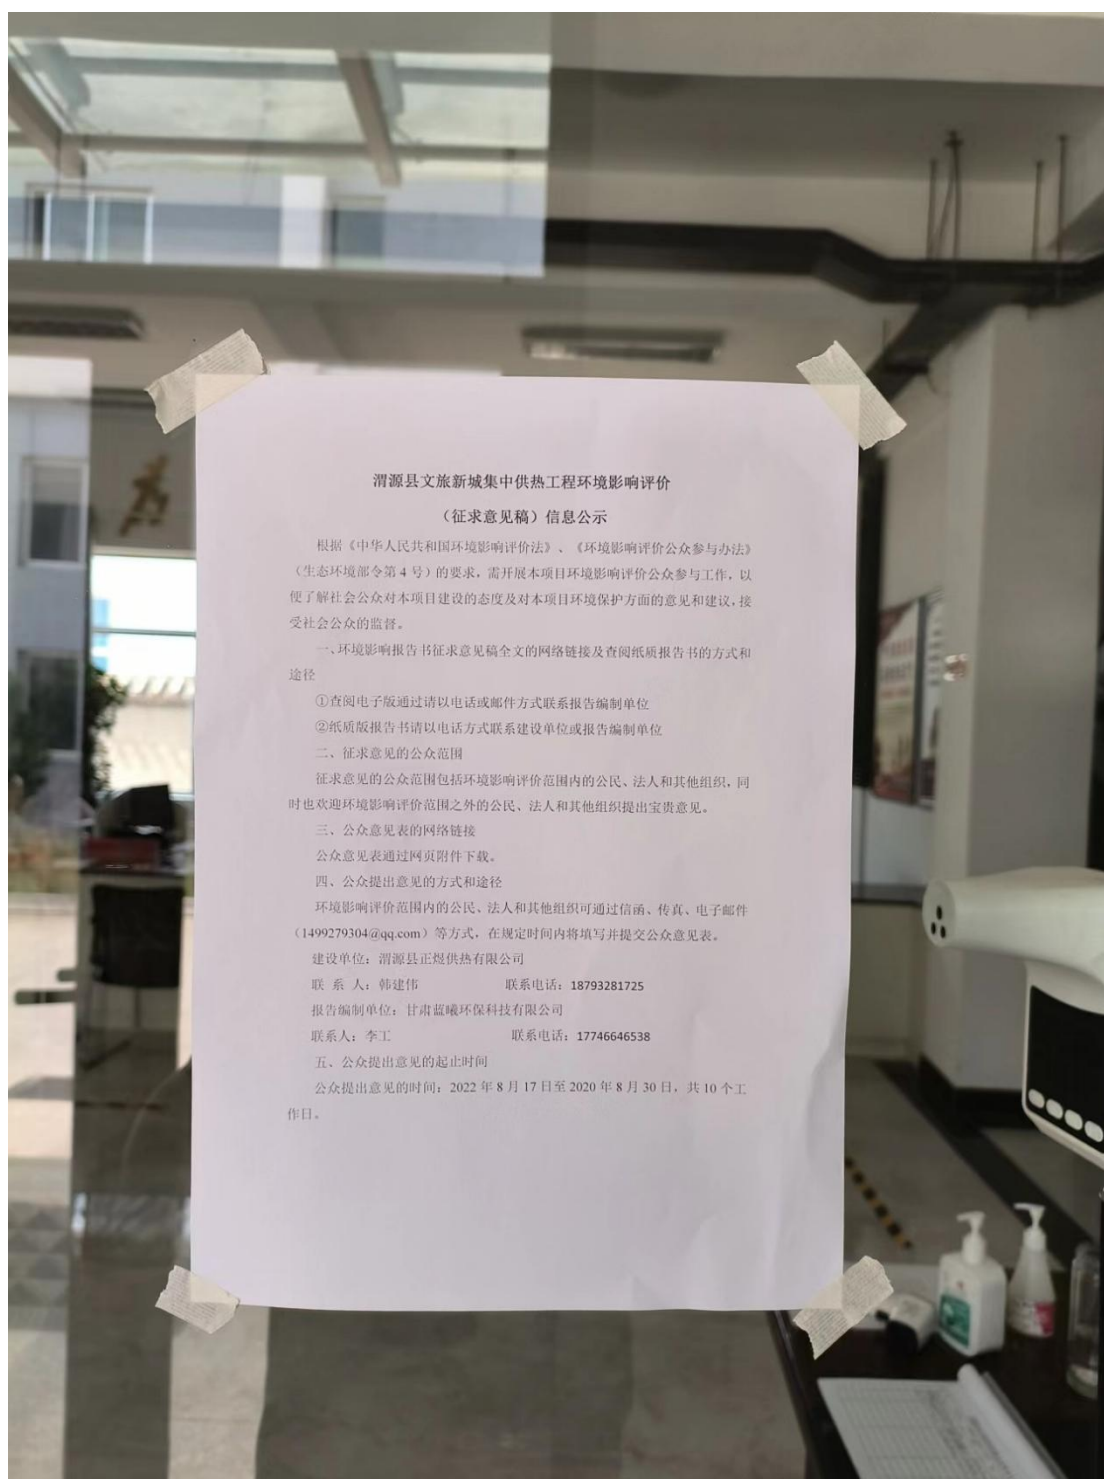 渭源县文旅新城集中供热工程环境影响评价
（征求意见稿）信息公示
根据《中华人民共和国环境影响评价法》、《环境影响评价公众参与办法》
（生态环境部令第 4 号）的要求，需开展本项目环境影响评价公众参与工作，以
便了解社会公众对本项目建设的态度及对本项目环境保护方面的意见和建议，接
受社会公众的监督。
一、环境影响报告书征求意见稿全文的网络链接及查阅纸质报告书的方式和
途径
①查阅电子版通过请以电话或邮件方式联系报告编制单位
②纸质版报告书请以电话方式联系建设单位或报告编制单位
二、征求意见的公众范围
征求意见的公众范围包括环境影响评价范围内的公民、法人和其他组织，同
时也欢迎环境影响评价范围之外的公民、法人和其他组织提出宝贵意见。
三、公众意见表的网络链接
公众意见表通过网页附件下载。
四、公众提出意见的方式和途径
环境影响评价范围内的公民、法人和其他组织可通过信函、传真、电子邮件
（1499279304@qq.com）等方式，在规定时间内将填写并提交公众意见表。
建设单位：渭源县正煜供热有限公司
联 系 人：韩建伟 联系电话：18793281725
报告编制单位：甘肃蓝曦环保科技有限公司
联系人：李工 联系电话：17746646538
五、公众提出意见的起止时间
公众提出意见的时间：2022 年 8 月 17 日至 2020 年 8 月 30 日，共 10 个工
作日。